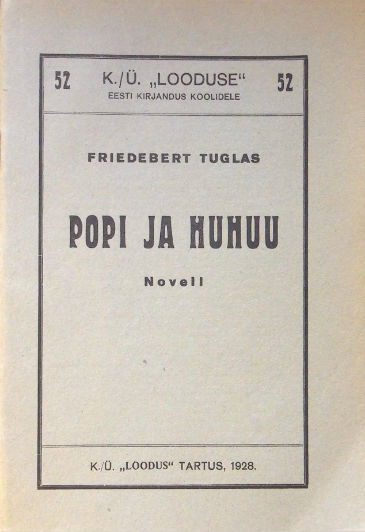 52 K./Ü. „LOODUSE“ 52
EESTI KIRJANDUS KOOLIDELE
FRIEDEBERT TUGLAS
POPI JA HUHUU
Novell
K./Ü. „LOODUS“ TARTUS, 1928.